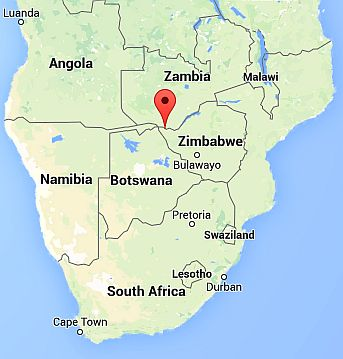 Luanda
Angola
Zambia
Malawi
Zimbabwe
Bulawayo
Namibia
Botswana
Pretoria
Swaziland
Lesotho
Durban
South Africa
Cape Town